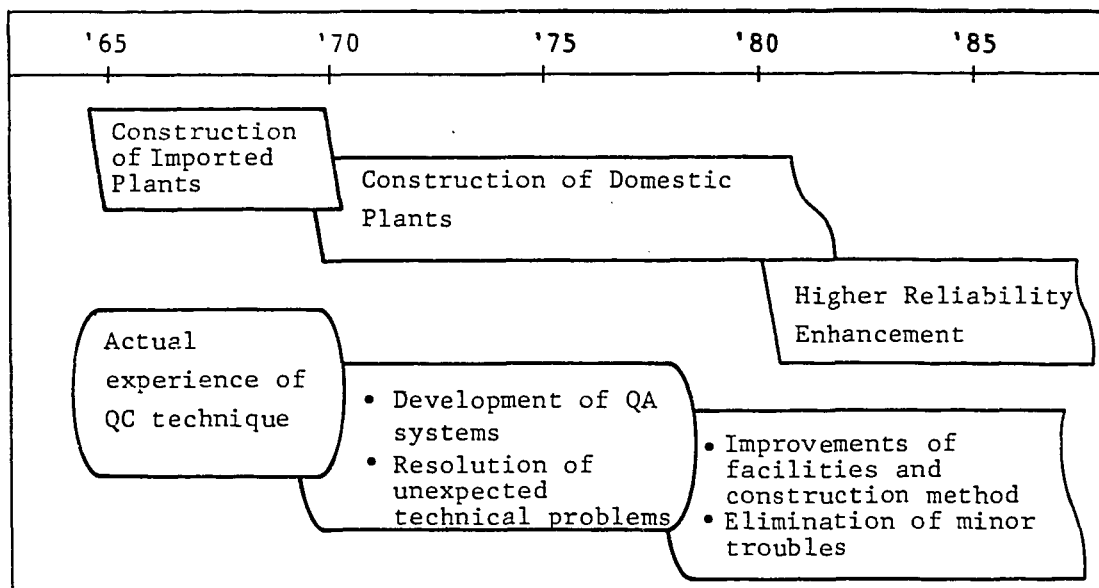 '65 '70 '75 '80 '85
Construction
of Imported
Plants
Construction of Domestic
Plants
Higher Reliability
Enhancement
Actual
experience of
QC technique
• Development of QA
systems
• Resolution of
unexpected
technical problems
• Improvements of
facilities and
construction method
• Elimination of minor
troubles